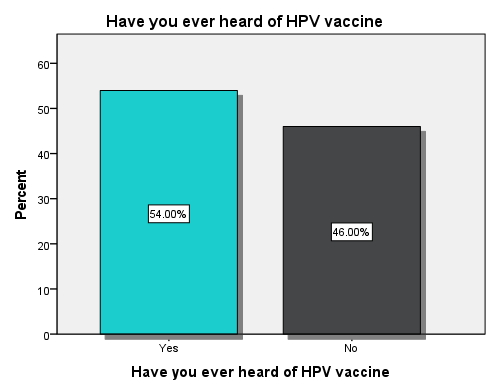 Have you ever heard of HPV vaccine
Percent
60
50
40
30
20
10
0
54.00%
46.00%
Yes
No
Have you ever heard of HPV vaccine